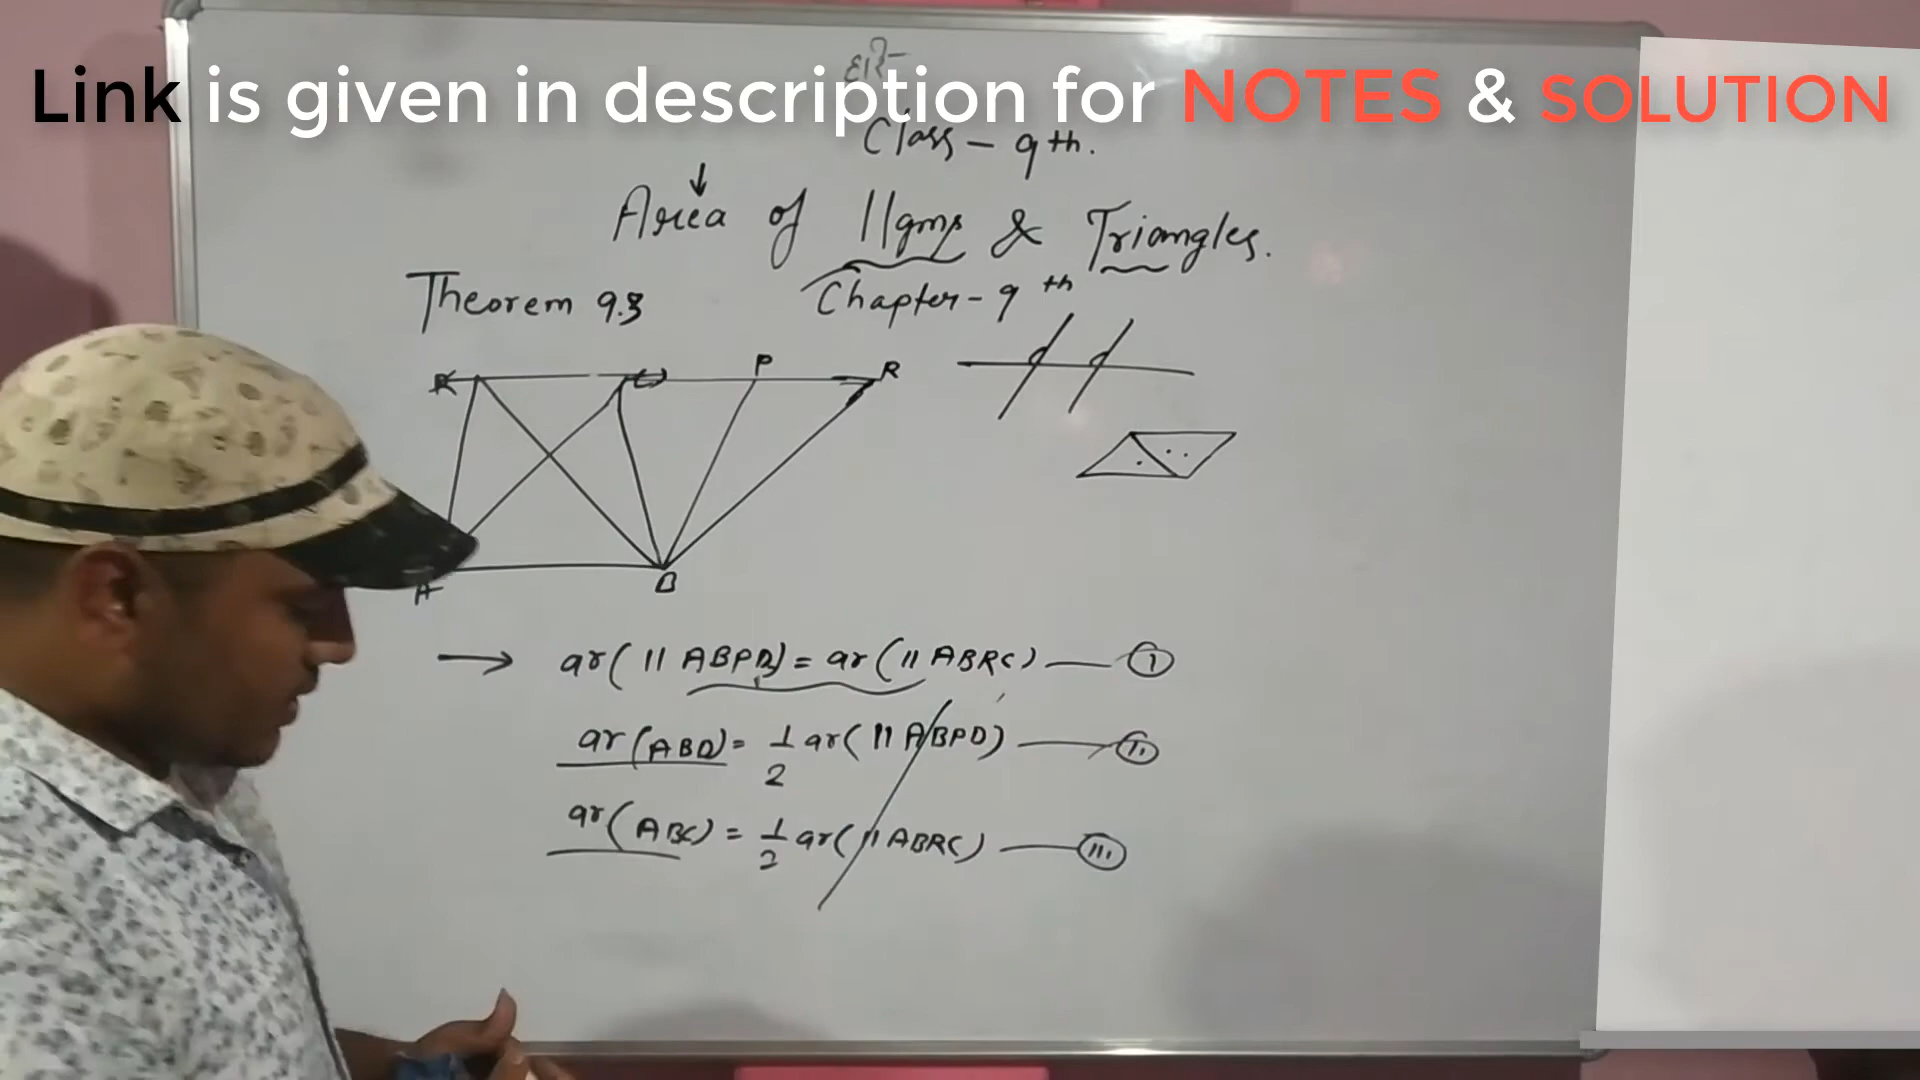 हरि
Link is given in description for NOTES & SOLUTION
Class - 9th.
↓
Area of ||gms & Triangles.
Theorem 9.3
Chapter - 9th
P
R
A
B
→ ar(|| ABPD) = ar(|| ABRC) — I
ar(ABD) = 1/2 ar(|| ABPD) — II
ar(ABC) = 1/2 ar(|| ABRC) — III